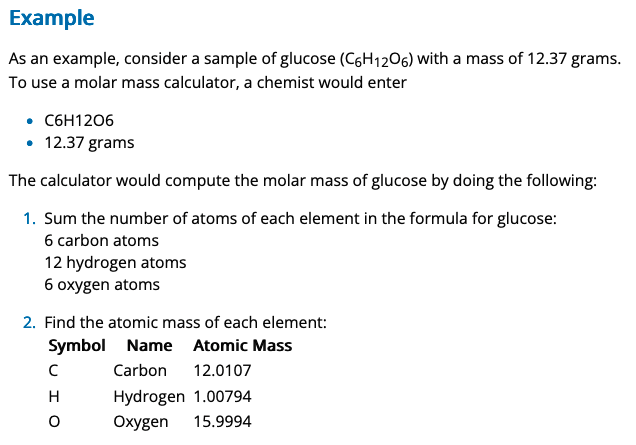 Example
As an example, consider a sample of glucose (C₆H₁₂O₆) with a mass of 12.37 grams.
To use a molar mass calculator, a chemist would enter
• C6H12O6
• 12.37 grams
The calculator would compute the molar mass of glucose by doing the following:
1. Sum the number of atoms of each element in the formula for glucose:
6 carbon atoms
12 hydrogen atoms
6 oxygen atoms
2. Find the atomic mass of each element:
Symbol Name Atomic Mass
C Carbon 12.0107
H Hydrogen 1.00794
O Oxygen 15.9994